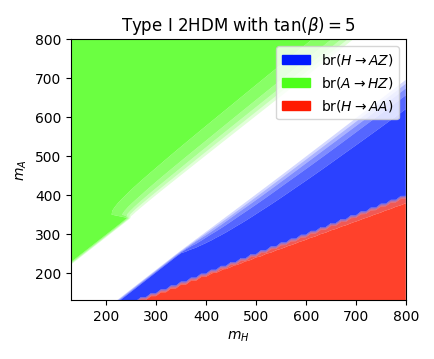 Type I 2HDM with tan(β) = 5
br(H → AZ)
br(A → HZ)
br(H → AA)
800
700
600
500
400
300
200
m_A
200 300 400 500 600 700 800
m_H